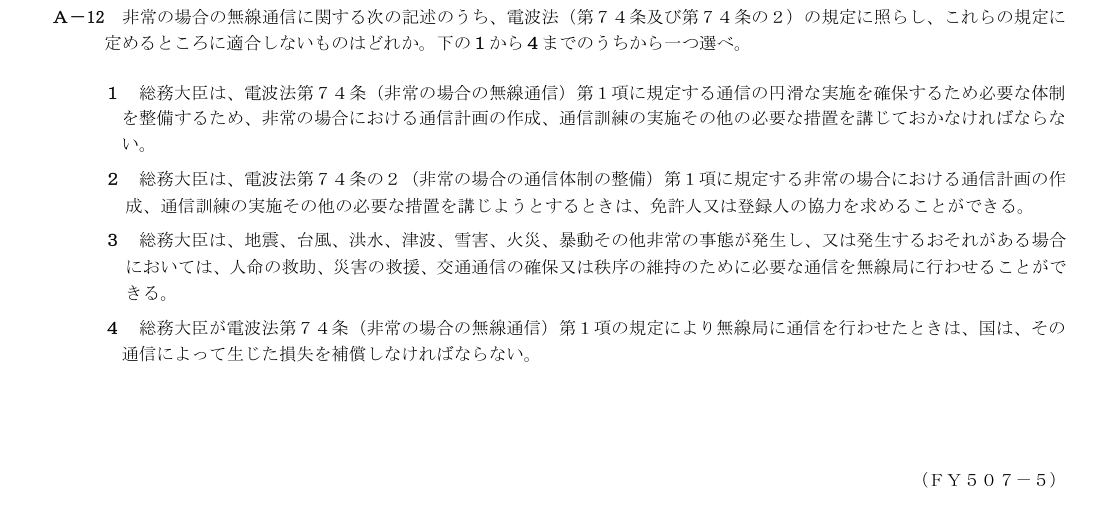 A－12　非常の場合の無線通信に関する次の記述のうち、電波法（第７４条及び第７４条の２）の規定に照らし、これらの規定に
定めるところに適合しないものはどれか。下の1から4までのうちから一つ選べ。
1　総務大臣は、電波法第７４条（非常の場合の無線通信）第１項に規定する通信の円滑な実施を確保するため必要な体制
を整備するため、非常の場合における通信計画の作成、通信訓練の実施その他の必要な措置を講じておかなければならな
い。
2　総務大臣は、電波法第７４条の２（非常の場合の通信体制の整備）第１項に規定する非常の場合における通信計画の作
成、通信訓練の実施その他の必要な措置を講じようとするときは、免許人又は登録人の協力を求めることができる。
3　総務大臣は、地震、台風、洪水、津波、雪害、火災、暴動その他非常の事態が発生し、又は発生するおそれがある場合
においては、人命の救助、災害の救援、交通通信の確保又は秩序の維持のために必要な通信を無線局に行わせることがで
きる。
4　総務大臣が電波法第７４条（非常の場合の無線通信）第１項の規定により無線局に通信を行わせたときは、国は、その
通信によって生じた損失を補償しなければならない。
（ＦＹ５０７－５）